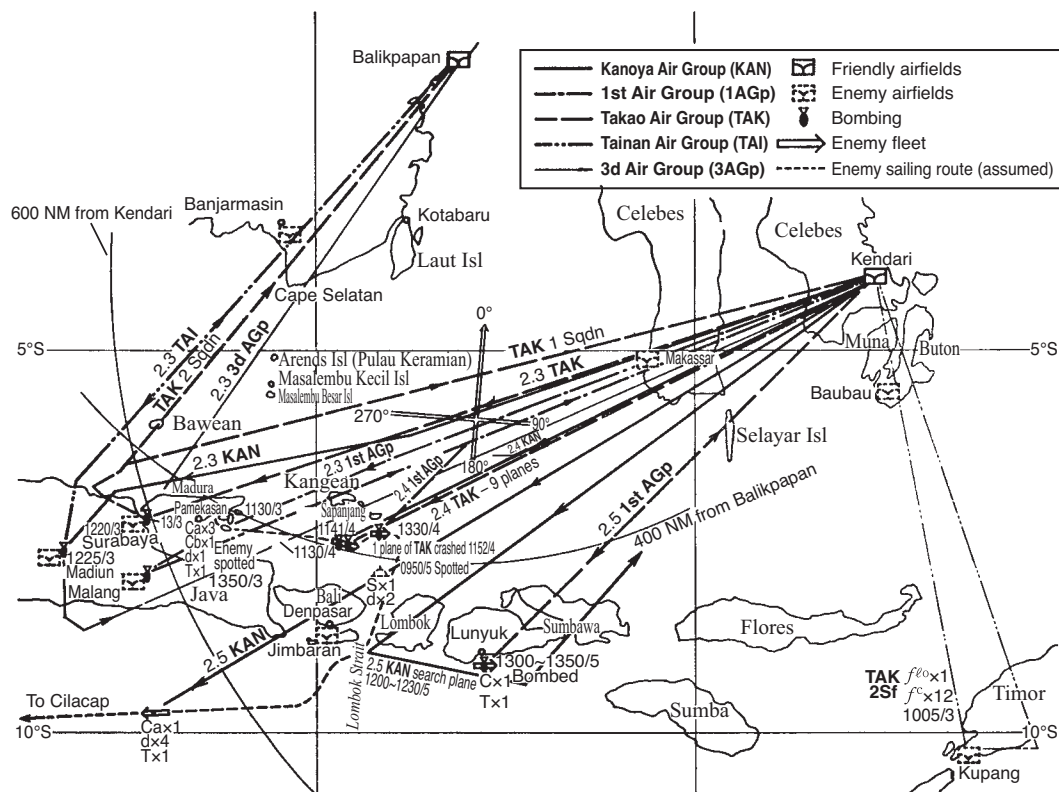 Balikpapan
Kanoya Air Group (KAN)
1st Air Group (1AGp)
Takao Air Group (TAK)
Tainan Air Group (TAI)
3d Air Group (3AGp)
Friendly airfields
Enemy airfields
Bombing
Enemy fleet
Enemy sailing route (assumed)
600 NM from Kendari
Banjarmasin
Kotabaru
Laut Isl
Cape Selatan
Celebes
Celebes
Kendari
0°
5°S
5°S
2.3 TAI
TAK 2 Sqdn
2.3 3d AGp
Arends Isl (Pulau Keramian)
Masalembu Kecil Isl
Masalembu Besar Isl
TAK 1 Sqdn
2.3 TAK
Makassar
Muna
Buton
Baubau
270°
90°
180°
Bawean
2.3 KAN
2.3 1st AGp
2.4 1st AGp
2.4 KAN
2.4 TAK – 9 planes
Selayar Isl
2.5 1st AGp
400 NM from Balikpapan
Madura
Kangean
Pamekasan
Sapanjang
1130/3
1141/4
1330/4
1220/3
13/3
Surabaya
Ca×3
Cb×1
d×1
T×1
Enemy
spotted
1350/3
1130/4
1 plane of TAK crashed 1152/4
0950/5 Spotted
1225/3
Madiun
Malang
Java
S×1
d×2
Bali
Denpasar
Jimbaran
Lombok
Lunyuk
Sumbawa
Flores
Lombok Strait
2.5 KAN
2.5 KAN search plane
1200~1230/5
1300~1350/5
Bombed
C×1
T×1
Sumba
TAK
2Sf
f lo ×1
f c ×12
1005/3
Timor
To Cilacap
10°S
10°S
Ca×1
d×4
T×1
Kupang